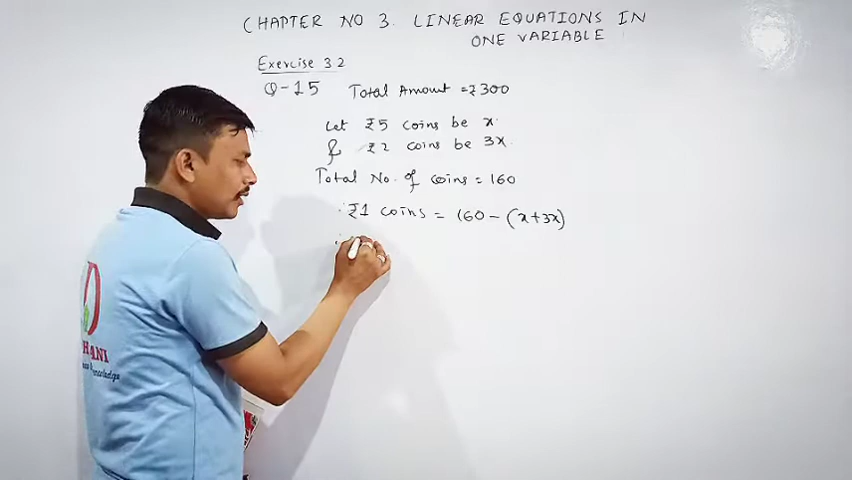 CHAPTER NO 3. LINEAR EQUATIONS IN
ONE VARIABLE
Exercise 3.2
Q-15 Total Amount = ₹300
Let ₹5 coins be x.
& ₹2 coins be 3x.
Total No. of coins = 160
∴ ₹1 coins = 160 - (x+3x)